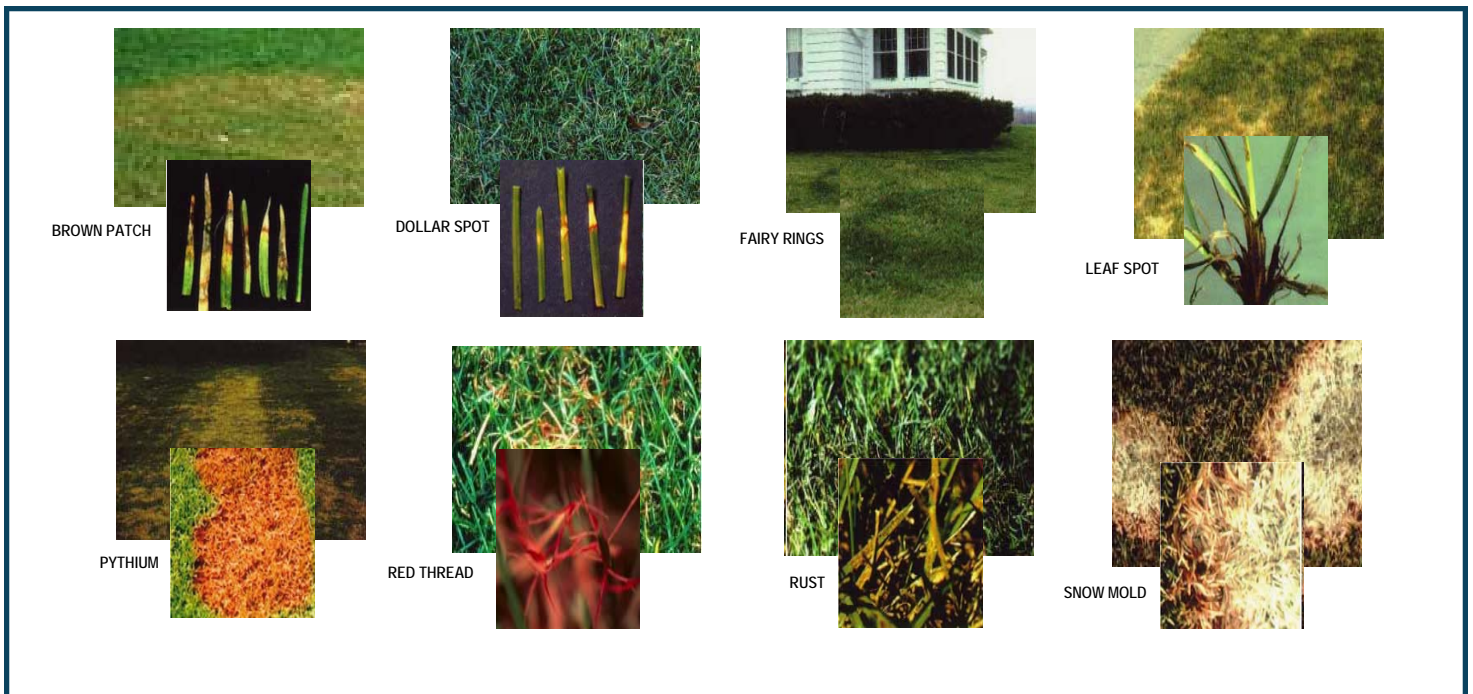 BROWN PATCH
DOLLAR SPOT
FAIRY RINGS
LEAF SPOT
PYTHIUM
RED THREAD
RUST
SNOW MOLD